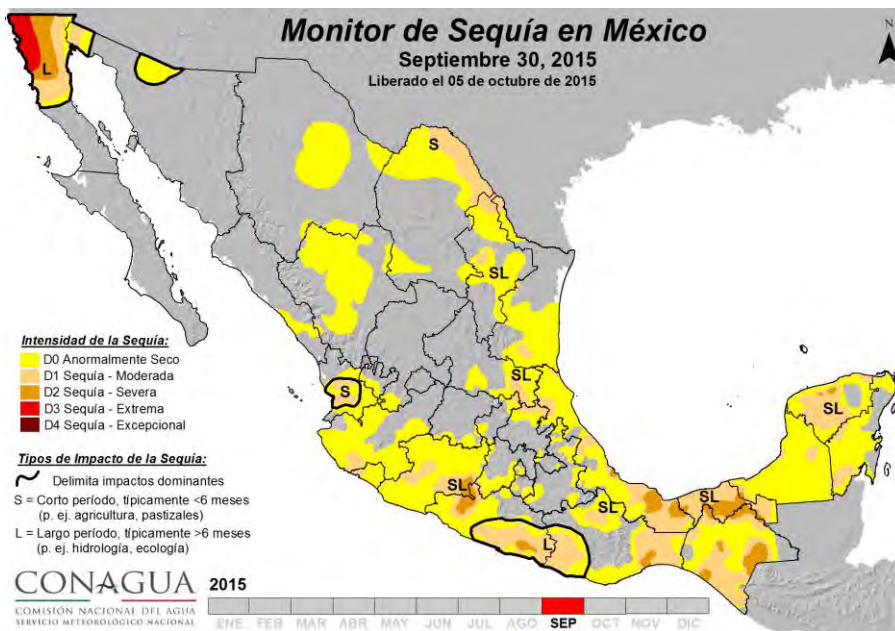 Monitor de Sequía en México
Septiembre 30, 2015
Liberado el 05 de octubre de 2015
N
L
S
SL
S
SL
SL
SL
L
SL
SL
Intensidad de la Sequía:
D0 Anormalmente Seco
D1 Sequía - Moderada
D2 Sequía - Severa
D3 Sequía - Extrema
D4 Sequía - Excepcional
Tipos de Impacto de la Sequía:
Delimita impactos dominantes
S = Corto período, típicamente <6 meses
(p. ej. agricultura, pastizales)
L = Largo período, típicamente >6 meses
(p. ej. hidrología, ecología)
CONAGUA
COMISIÓN NACIONAL DEL AGUA
SERVICIO METEOROLÓGICO NACIONAL
2015
ENE FEB MAR ABR MAY JUN JUL AGO SEP OCT NOV DIC